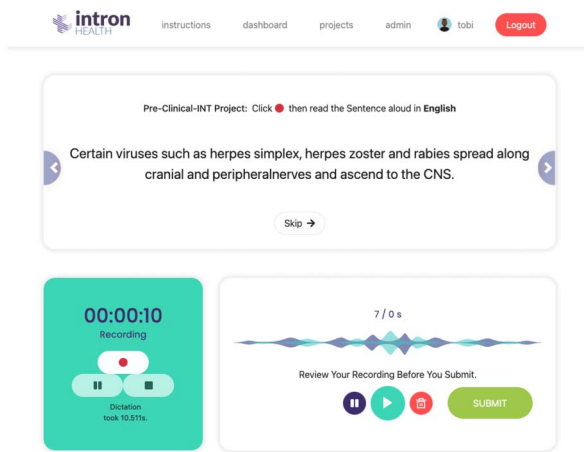 intron
HEALTH
instructions dashboard projects admin tobi Logout
Pre-Clinical-INT Project: Click then read the Sentence aloud in English
Certain viruses such as herpes simplex, herpes zoster and rabies spread along
cranial and peripheralnerves and ascend to the CNS.
Skip →
00:00:10
Recording
Dictation
took 10.511s.
7 / 0 s
Review Your Recording Before You Submit.
SUBMIT